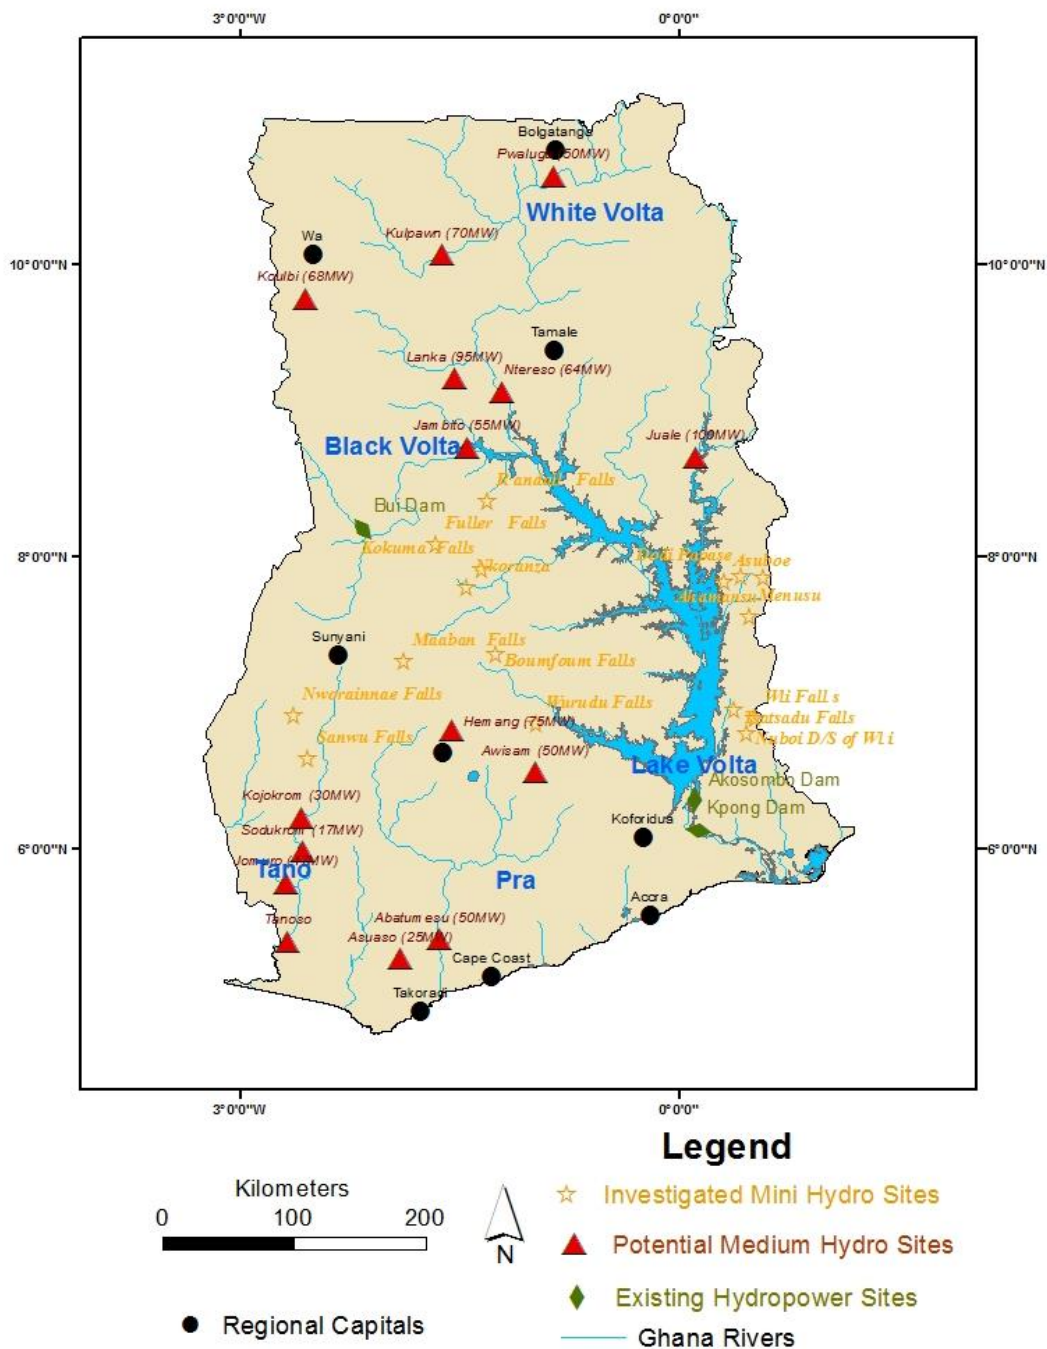 3°0'0"W 0°0'0"
Bolgatanga
White Volta
Wa
Kulpawn (70MW)
10°0'0"N 10°0'0"N
Koulbi (68MW)
Tamale
Lanka (95MW)
Ntereso (64MW)
Jambito (55MW)
Juale (100MW)
Black Volta
Falls
Bui Dam
Fuller Falls
Kokuma Falls
8°0'0"N 8°0'0"N
Asuboe
Nkoranza
Menusu
Sunyani
Maaban Falls
Boumfoum Falls
Nworainnae Falls
Wli Falls
Wurudu Falls
Hemang (75MW)
Sanwu Falls
Nuboi D/S of Wli
Awisam (50MW)
Lake Volta
Akosombo Dam
Kojokrom (30MW)
Kpong Dam
Koforidua
Sodukrom (17MW)
6°0'0"N 6°0'0"N
Tano
Pra
Accra
Tanoso
Abatumesu (50MW)
Asuaso (25MW)
Cape Coast
Takoradi
3°0'0"W 0°0'0"
Legend
Kilometers
0 100 200
N
Investigated Mini Hydro Sites
Potential Medium Hydro Sites
Existing Hydropower Sites
Regional Capitals
Ghana Rivers